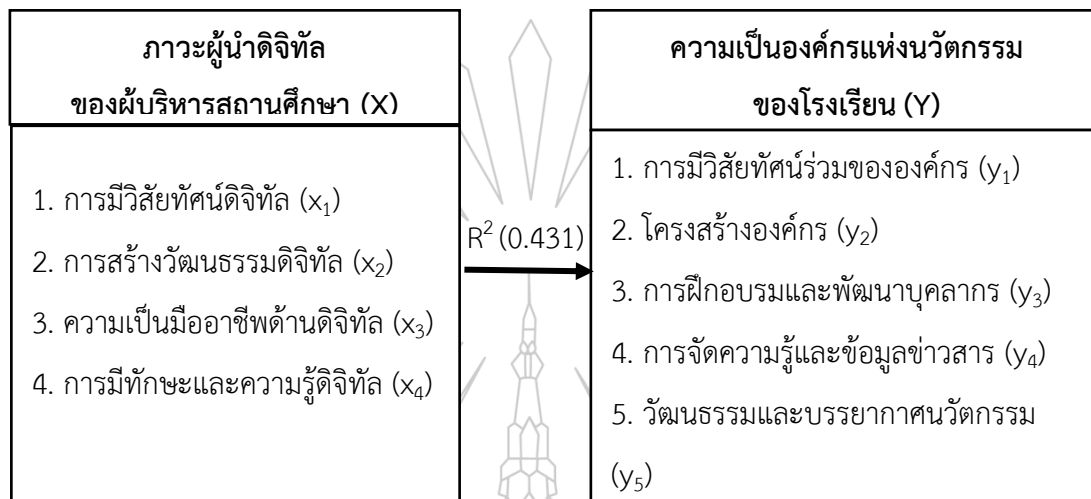 ภาวะผู้นำดิจิทัล
ของผู้บริหารสถานศึกษา (X)
1. การมีวิสัยทัศน์ดิจิทัล (x₁)
2. การสร้างวัฒนธรรมดิจิทัล (x₂)
3. ความเป็นมืออาชีพด้านดิจิทัล (x₃)
4. การมีทักษะและความรู้ดิจิทัล (x₄)
R² (0.431)
ความเป็นองค์กรแห่งนวัตกรรม
ของโรงเรียน (Y)
1. การมีวิสัยทัศน์ร่วมขององค์กร (y₁)
2. โครงสร้างองค์กร (y₂)
3. การฝึกอบรมและพัฒนาบุคลากร (y₃)
4. การจัดความรู้และข้อมูลข่าวสาร (y₄)
5. วัฒนธรรมและบรรยากาศนวัตกรรม
(y₅)